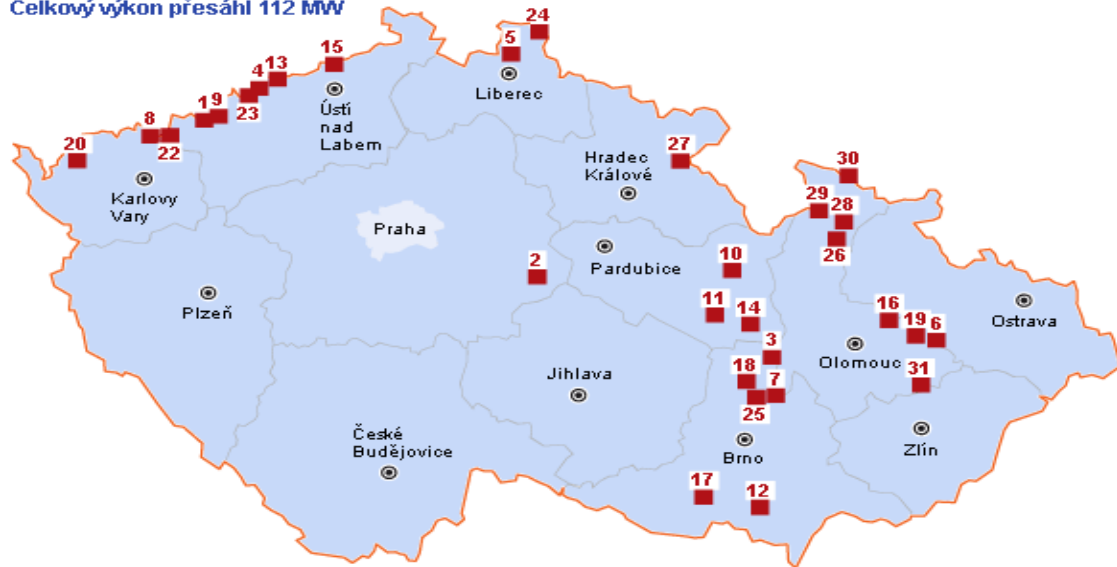 Celkový výkon přesáhl 112 MW
24
5
15
13
4
23
1 9
8
22
20
Liberec
Ústí
nad
Labem
Karlovy
Vary
27
Hradec
Králové
30
29
28
26
Praha
2
Pardubice
10
11
14
Plzeň
16
19
6
Ostrava
Olomouc
3
18
7
25
31
Jihlava
České
Budějovice
Brno
Zlín
17
12